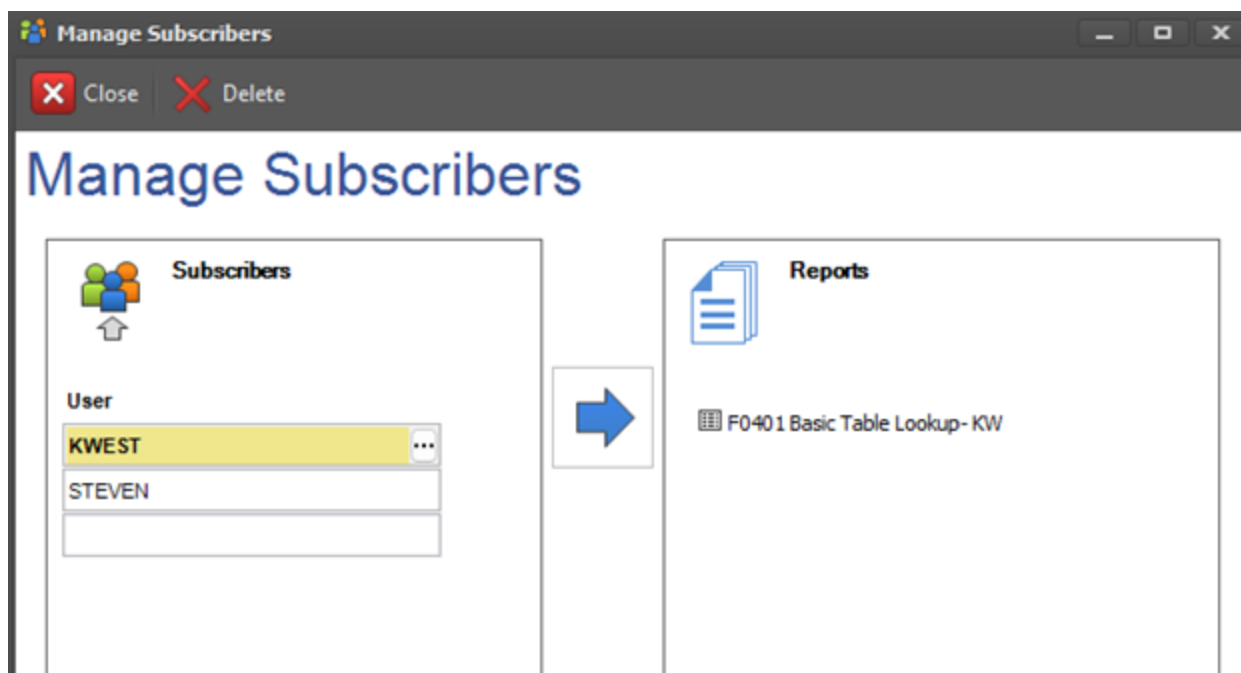 Manage Subscribers
Close Delete
Manage Subscribers
Subscribers
User
KWEST ...
STEVEN
Reports
F0401 Basic Table Lookup- KW